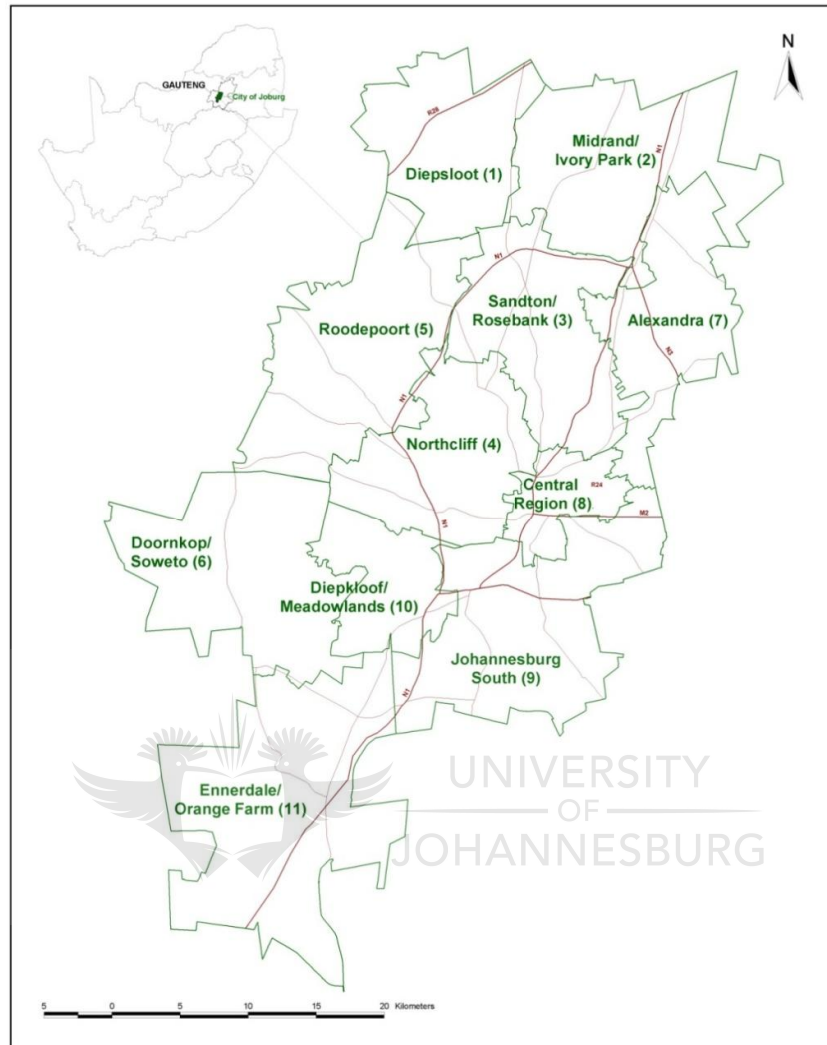 GAUTENG
City of Joburg
N
R28
Midrand/
Ivory Park (2)
N1
Diepsloot (1)
N1
Sandton/
Rosebank (3)
Alexandra (7)
Roodepoort (5)
N3
N1
Northcliff (4)
Central
Region (8)
R24
M2
N1
Doornkop/
Soweto (6)
Diepkloof/
Meadowlands (10)
Johannesburg
South (9)
N1
Ennerdale/
Orange Farm (11)
UNIVERSITY
OF
JOHANNESBURG
5 0 5 10 15 20 Kilometers